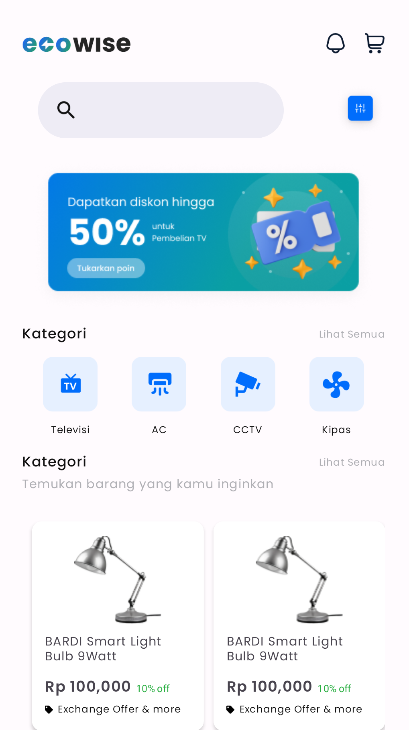 ecowise
Dapatkan diskon hingga
50% untuk
Pembelian TV
Tukarkan poin
Kategori Lihat Semua
TV
Televisi AC CCTV Kipas
Kategori Lihat Semua
Temukan barang yang kamu inginkan
BARDI Smart Light
Bulb 9Watt
Rp 100,000 10% off
Exchange Offer & more
BARDI Smart Light
Bulb 9Watt
Rp 100,000 10% off
Exchange Offer & more